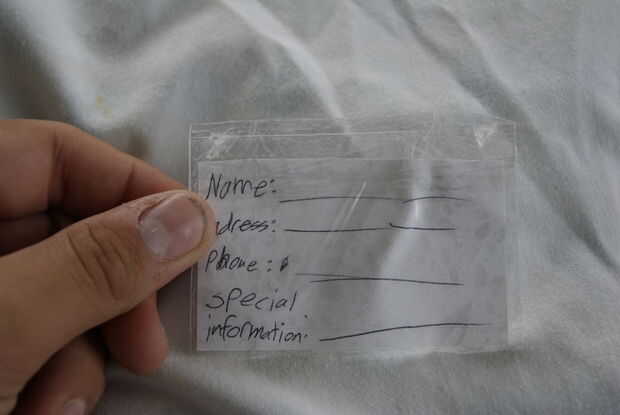 Name:
dress:
Phone:
special
information: